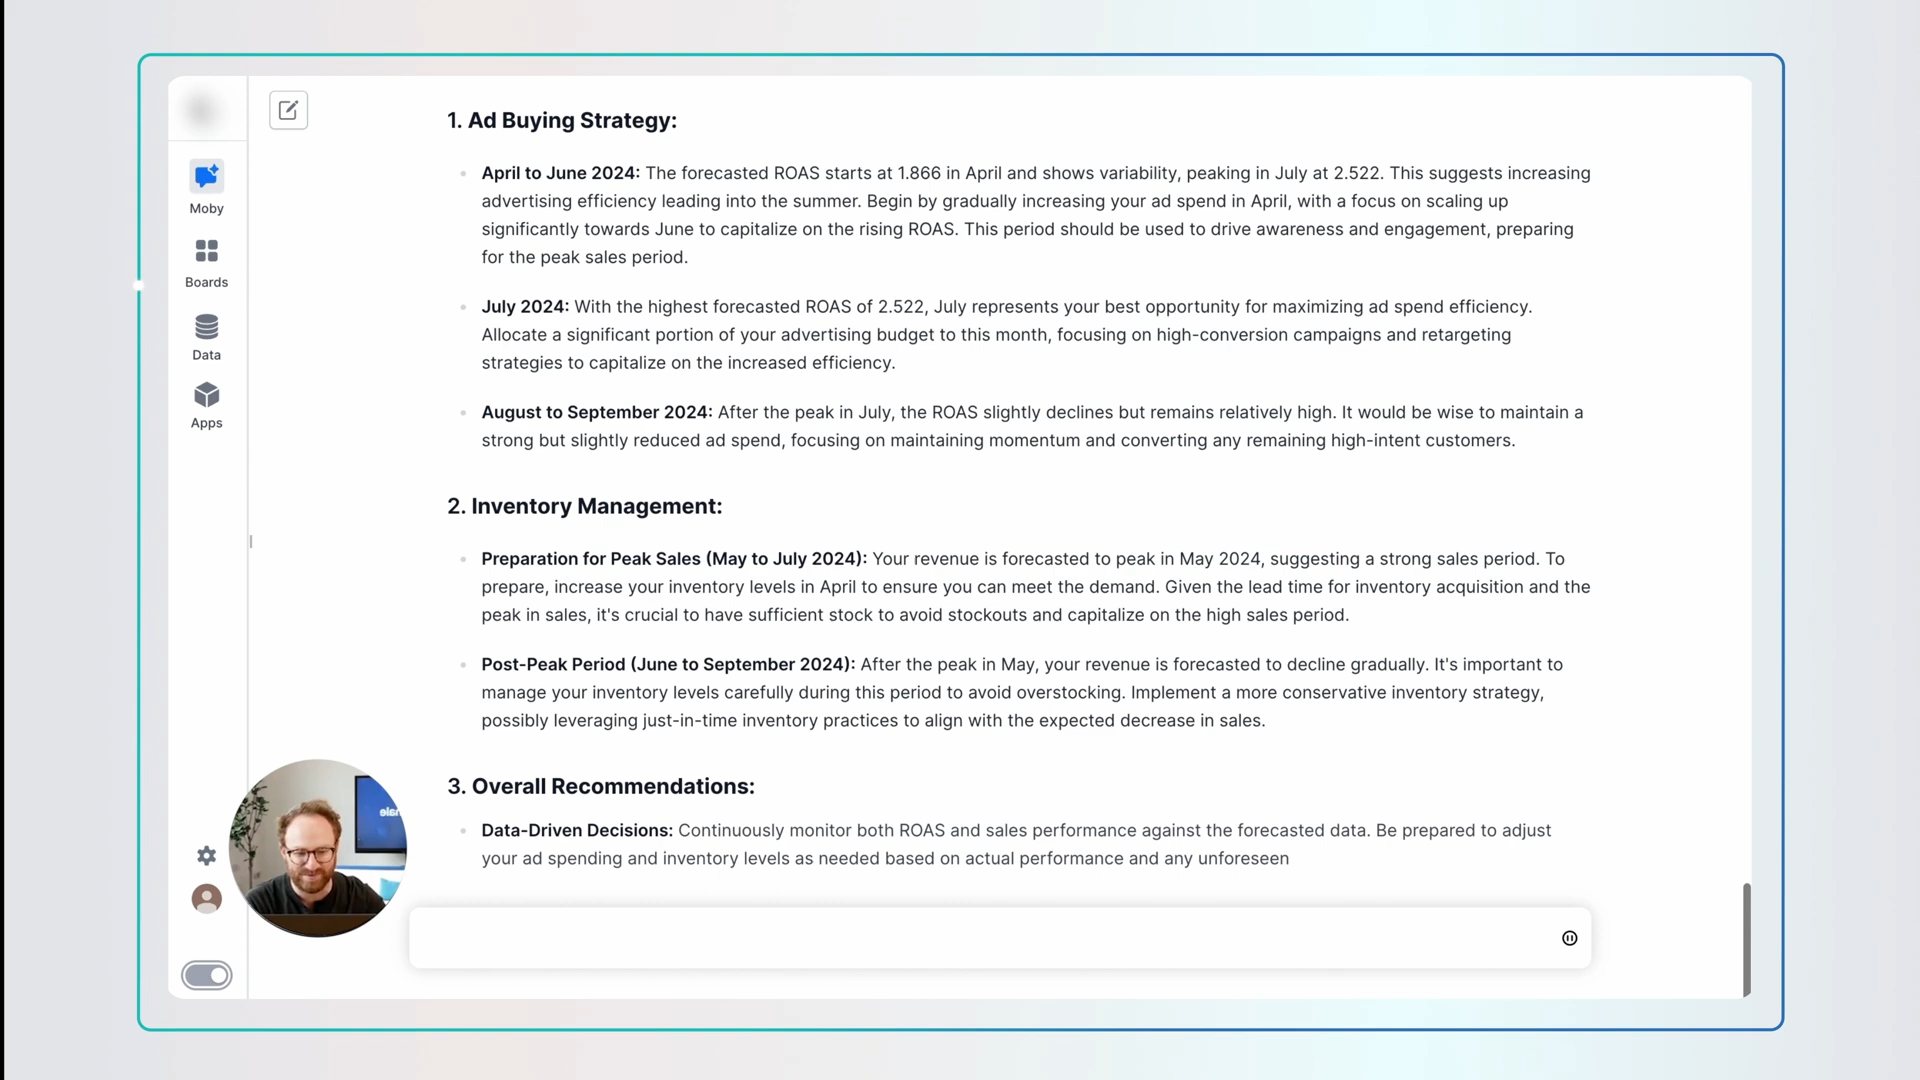 Moby
Boards
Data
Apps
1. Ad Buying Strategy:
April to June 2024: The forecasted ROAS starts at 1.866 in April and shows variability, peaking in July at 2.522. This suggests increasing
advertising efficiency leading into the summer. Begin by gradually increasing your ad spend in April, with a focus on scaling up
significantly towards June to capitalize on the rising ROAS. This period should be used to drive awareness and engagement, preparing
for the peak sales period.
July 2024: With the highest forecasted ROAS of 2.522, July represents your best opportunity for maximizing ad spend efficiency.
Allocate a significant portion of your advertising budget to this month, focusing on high-conversion campaigns and retargeting
strategies to capitalize on the increased efficiency.
August to September 2024: After the peak in July, the ROAS slightly declines but remains relatively high. It would be wise to maintain a
strong but slightly reduced ad spend, focusing on maintaining momentum and converting any remaining high-intent customers.
2. Inventory Management:
Preparation for Peak Sales (May to July 2024): Your revenue is forecasted to peak in May 2024, suggesting a strong sales period. To
prepare, increase your inventory levels in April to ensure you can meet the demand. Given the lead time for inventory acquisition and the
peak in sales, it's crucial to have sufficient stock to avoid stockouts and capitalize on the high sales period.
Post-Peak Period (June to September 2024): After the peak in May, your revenue is forecasted to decline gradually. It's important to
manage your inventory levels carefully during this period to avoid overstocking. Implement a more conservative inventory strategy,
possibly leveraging just-in-time inventory practices to align with the expected decrease in sales.
3. Overall Recommendations:
Data-Driven Decisions: Continuously monitor both ROAS and sales performance against the forecasted data. Be prepared to adjust
your ad spending and inventory levels as needed based on actual performance and any unforeseen